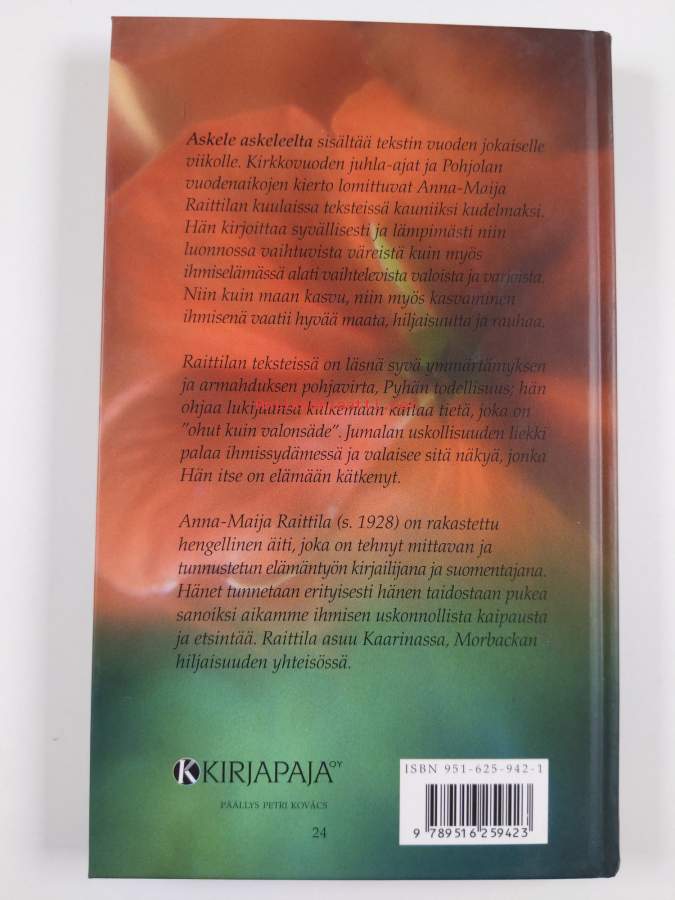 Askele askeleelta sisältää tekstin vuoden jokaiselle
viikolle. Kirkkovuoden juhla-ajat ja Pohjolan
vuodenaikojen kierto lomittuvat Anna-Maija
Raittilan kuulaissa teksteissä kauniiksi kudelmaksi.
Hän kirjoittaa syvällisesti ja lämpimästi niin
luonnossa vaihtuvista väreistä kuin myös
ihmiselämässä alati vaihtelevista valoista ja varjoista.
Niin kuin maan kasvu, niin myös kasvaminen
ihmisenä vaatii hyvää maata, hiljaisuutta ja rauhaa.
Raittilan teksteissä on läsnä syvä ymmärtämyksen
ja armahduksen pohjavirta, Pyhän todellisuus; hän
ohjaa lukijaansa kulkemaan kaitaa tietä, joka on
"ohut kuin valonsäde". Jumalan uskollisuuden liekki
palaa ihmissydämessä ja valaisee sitä näkyä, jonka
Hän itse on elämään kätkenyt.
Anna-Maija Raittila (s. 1928) on rakastettu
hengellinen äiti, joka on tehnyt mittavan ja
tunnustetun elämäntyön kirjailijana ja suomentajana.
Hänet tunnetaan erityisesti hänen taidostaan pukea
sanoiksi aikamme ihmisen uskonnollista kaipausta
ja etsintää. Raittila asuu Kaarinassa, Morbackan
hiljaisuuden yhteisössä.
KIRJAPAJA OY
PÄÄLLYS PETRI KOVÁCS
24
ISBN 951-625-942-1
9 789516 259423